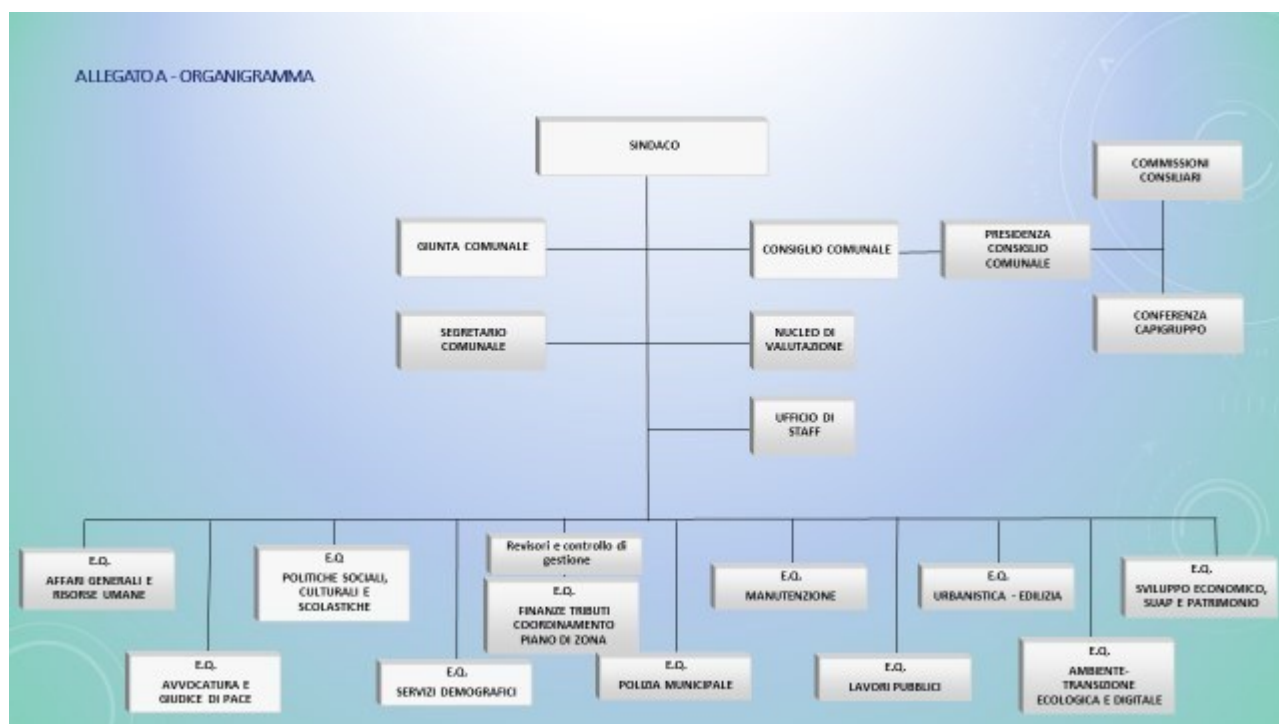 ALLEGATO A - ORGANIGRAMMA
SINDACO
COMMISSIONI
CONSILIARI
GIUNTA COMUNALE
CONSIGLIO COMUNALE
PRESIDENZA
CONSIGLIO
COMUNALE
SEGRETARIO
COMUNALE
NUCLEO DI
VALUTAZIONE
CONFERENZA
CAPIGRUPPO
UFFICIO DI
STAFF
E.Q.
AFFARI GENERALI E
RISORSE UMANE
E.Q.
AVVOCATURA E
GIUDICE DI PACE
E.Q
POLITICHE SOCIALI,
CULTURALI E
SCOLASTICHE
E.Q.
SERVIZI DEMOGRAFICI
Revisori e controllo di
gestione
E.Q.
FINANZE TRIBUTI
COORDINAMENTO
PIANO DI ZONA
E.Q.
POLIZIA MUNICIPALE
E.Q.
MANUTENZIONE
E.Q.
LAVORI PUBBLICI
E.Q.
URBANISTICA - EDILIZIA
E.Q.
AMBIENTE-
TRANSIZIONE
ECOLOGICA E DIGITALE
E.Q.
SVILUPPO ECONOMICO,
SUAP E PATRIMONIO